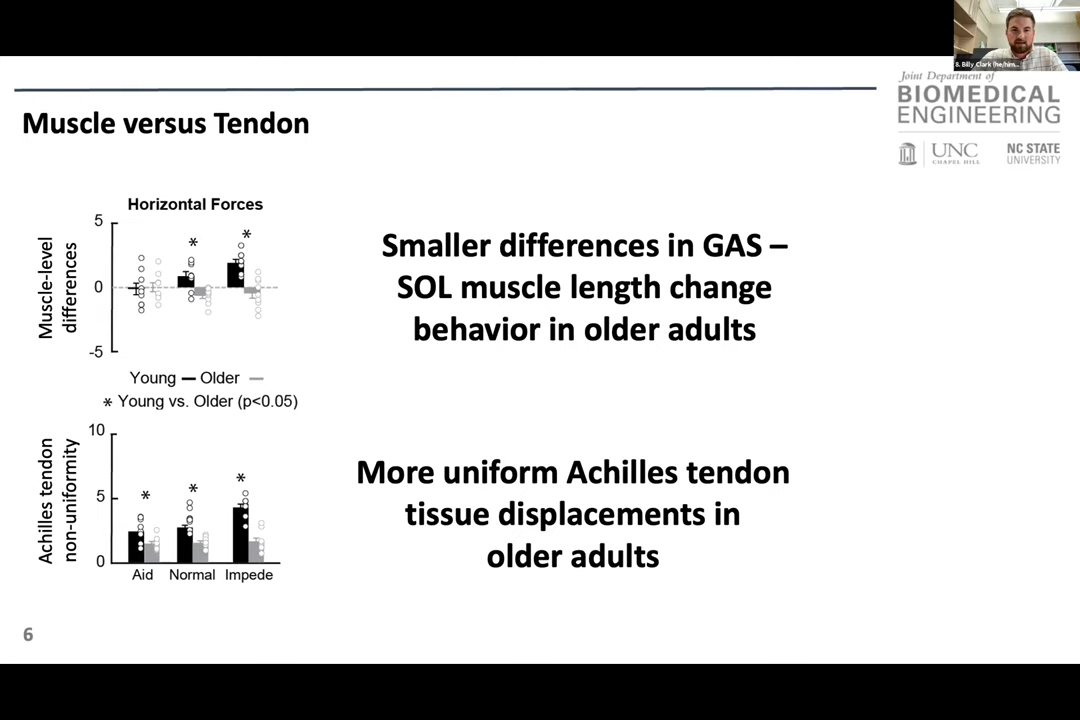 8. Billy Clark (he/him...
Joint Department of
BIOMEDICAL
ENGINEERING
UNC
CHAPEL HILL
NC STATE
UNIVERSITY
Muscle versus Tendon
Horizontal Forces
Muscle-level
differences
5
0
-5
* *
Smaller differences in GAS –
SOL muscle length change
behavior in older adults
Young Older
* Young vs. Older (p<0.05)
Achilles tendon
non-uniformity
10
5
0
* * *
Aid Normal Impede
More uniform Achilles tendon
tissue displacements in
older adults
6